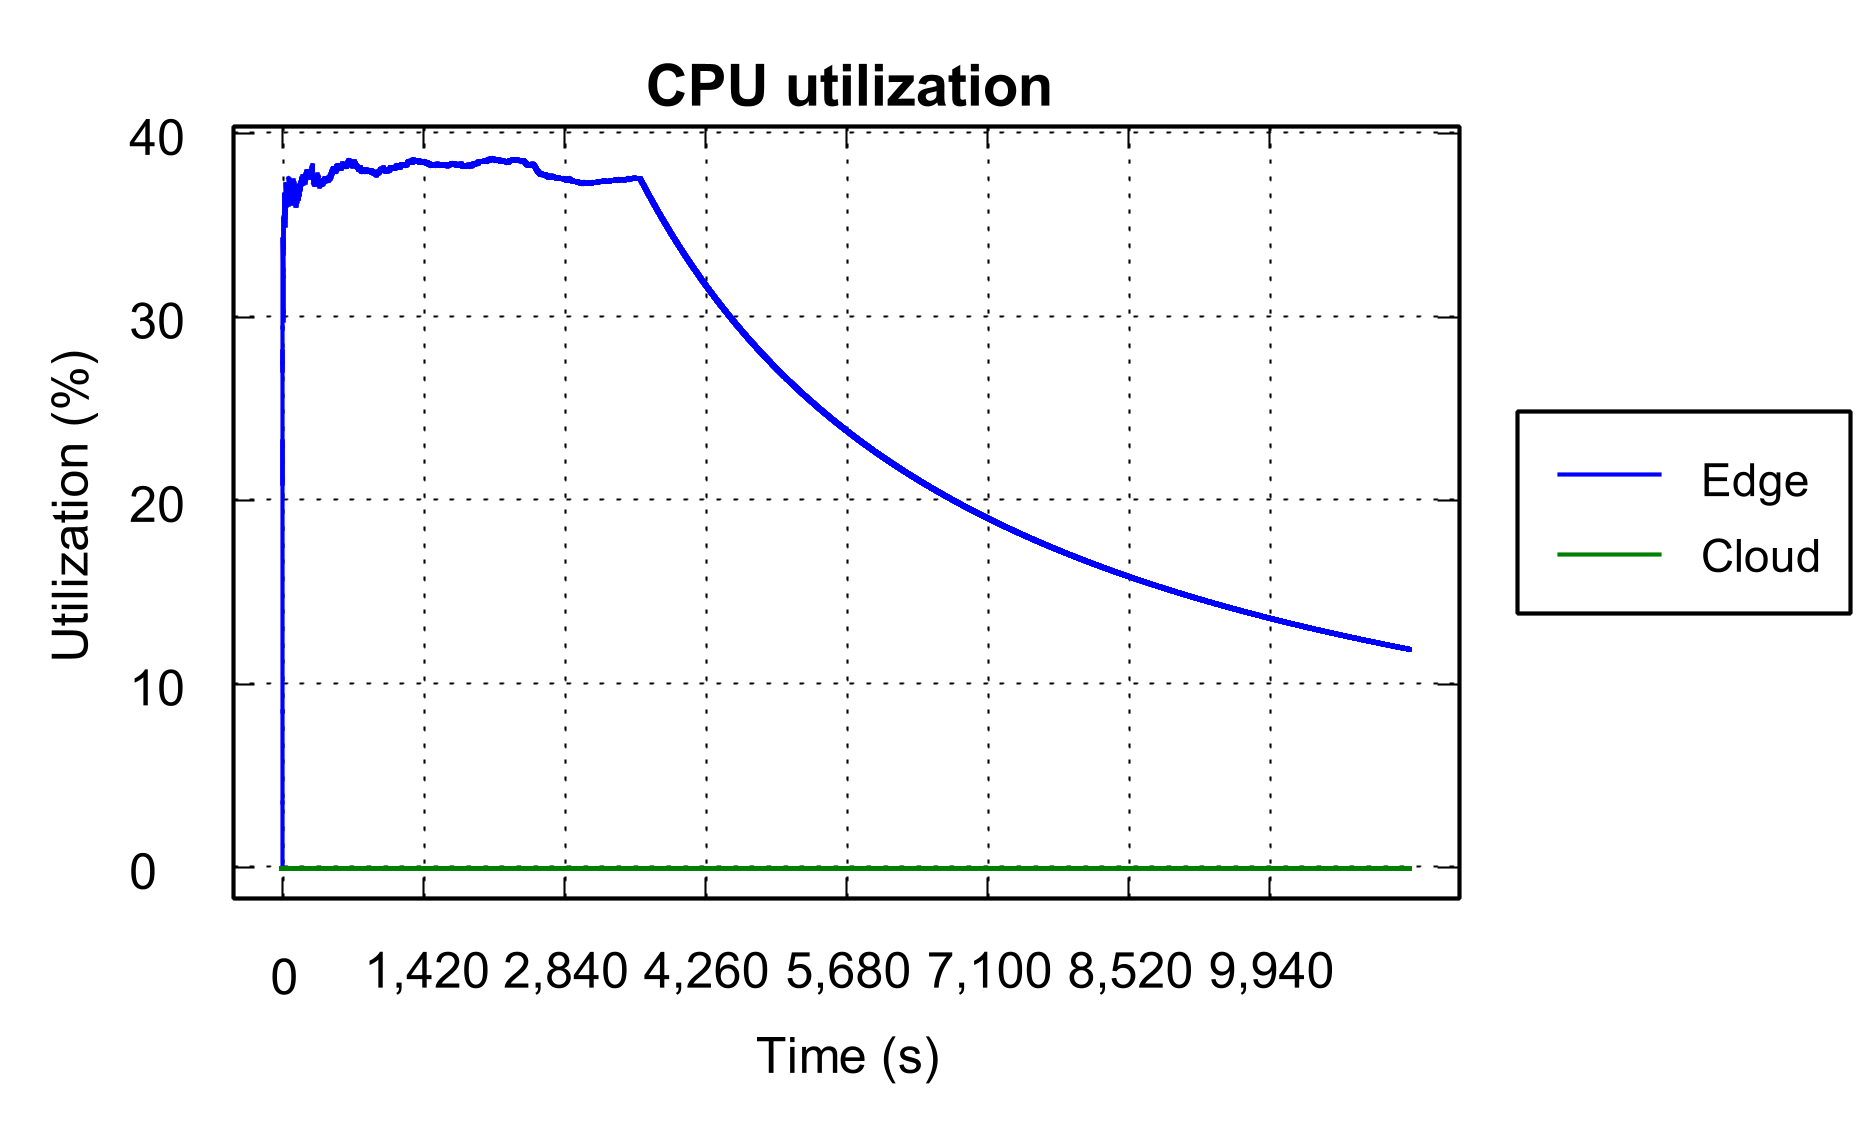 CPU utilization
40
30
20
10
0
Utilization (%)
0 1,420 2,840 4,260 5,680 7,100 8,520 9,940
Time (s)
Edge
Cloud